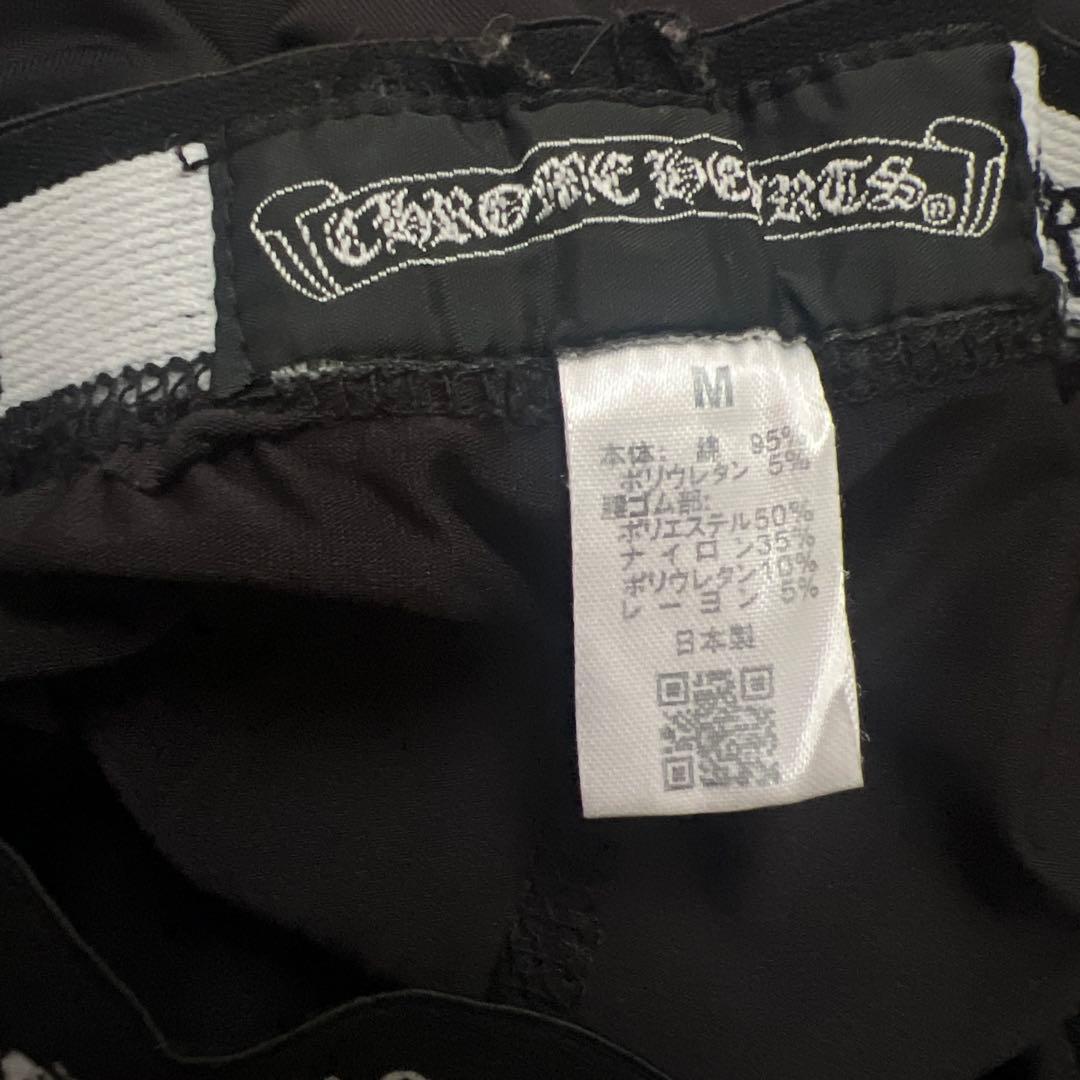 CHROME HEARTS®
M
本体: 綿 95%
ポリウレタン 5%
腰ゴム部:
ポリエステル50%
ナイロン35%
ポリウレタン10%
レーヨン 5%
日本製